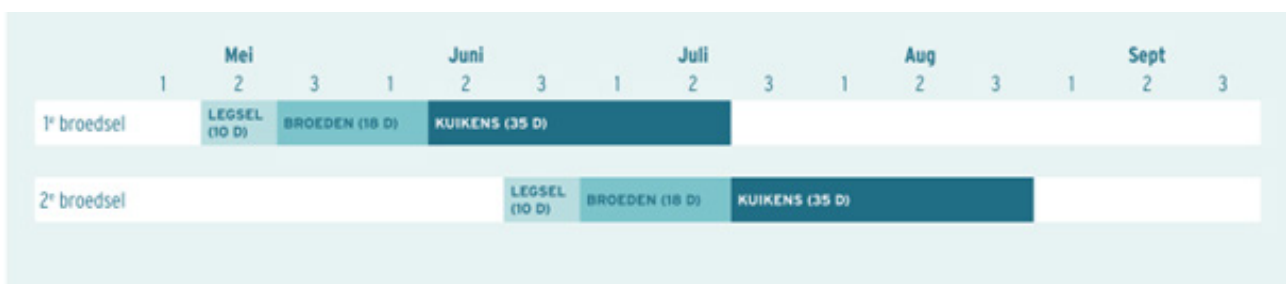 Mei Juni Juli Aug Sept
1 2 3 1 2 3 1 2 3 1 2 3 1 2 3
1e broedsel LEGSEL (10 D) BROEDEN (18 D) KUIKENS (35 D)
2e broedsel LEGSEL (10 D) BROEDEN (18 D) KUIKENS (35 D)